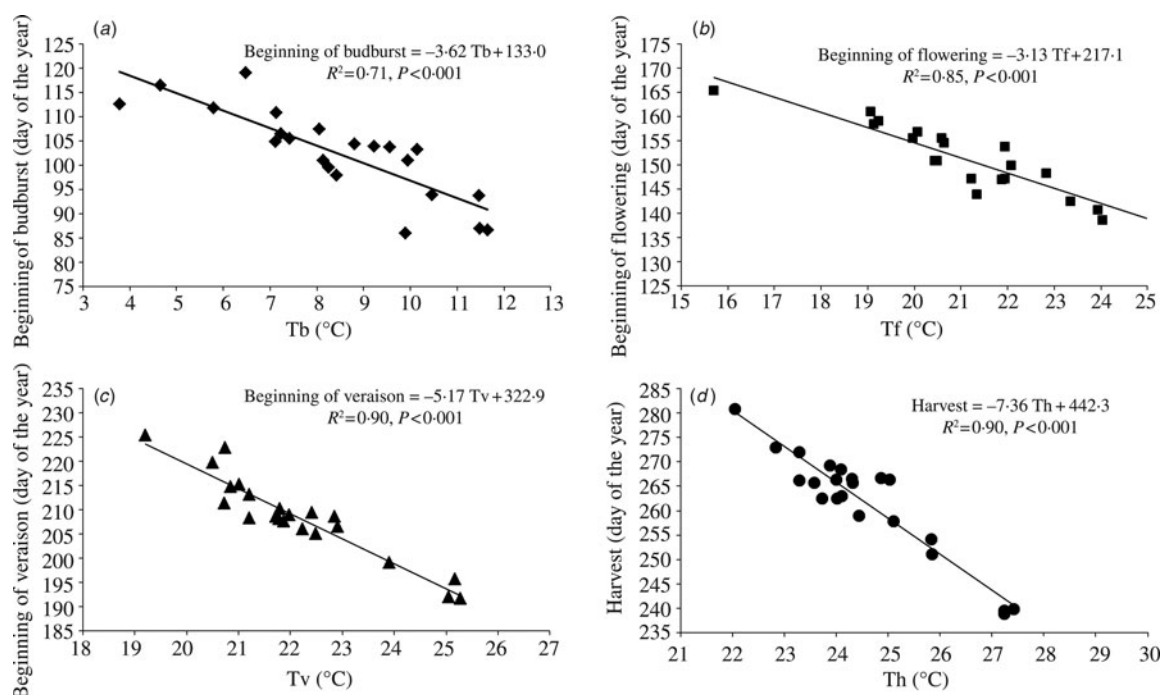 (a)
Beginning of budburst = –3·62 Tb+133·0
R²=0·71, P<0·001
Beginning of budburst (day of the year)
125
120
115
110
105
100
95
90
85
80
75
3 4 5 6 7 8 9 10 11 12 13
Tb (°C)
(b)
Beginning of flowering = –3·13 Tf+217·1
R²=0·85, P<0·001
Beginning of flowering (day of the year)
175
170
165
160
155
150
145
140
135
130
125
15 16 17 18 19 20 21 22 23 24 25
Tf (°C)
(c)
Beginning of veraison = –5·17 Tv+322·9
R²=0·90, P<0·001
Beginning of veraison (day of the year)
235
230
225
220
215
210
205
200
195
190
185
18 19 20 21 22 23 24 25 26 27
Tv (°C)
(d)
Harvest = –7·36 Th+442·3
R²=0·90, P<0·001
Harvest (day of the year)
285
280
275
270
265
260
255
250
245
240
235
21 22 23 24 25 26 27 28 29 30
Th (°C)